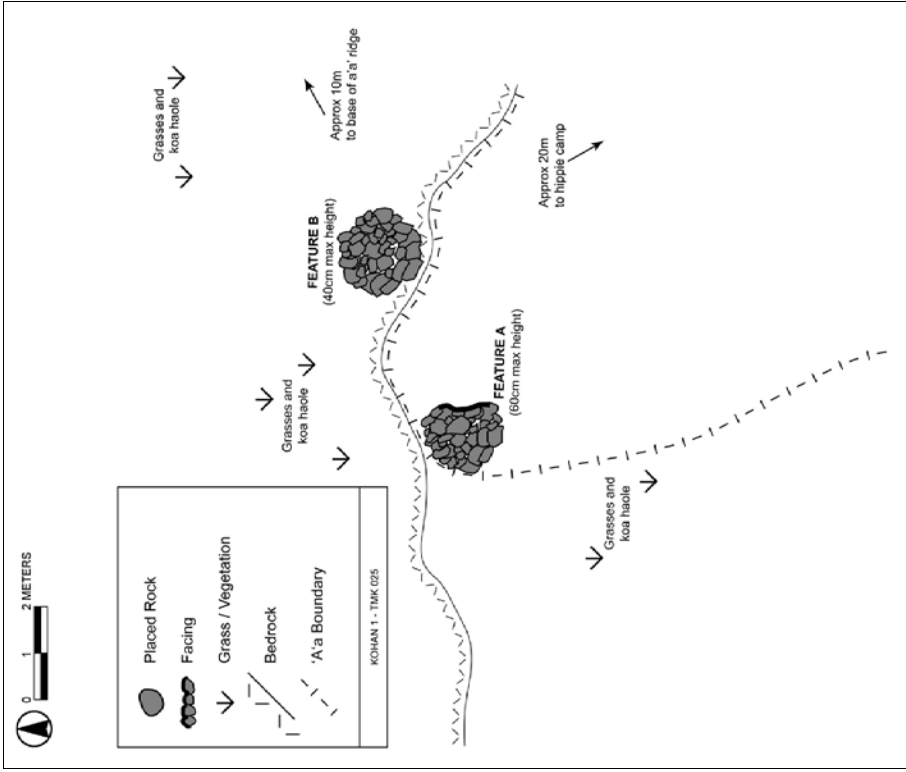 0 1 2 METERS
Placed Rock
Facing
Grass / Vegetation
Bedrock
'A'a Boundary
KOHAN 1 - TMK 025
Grasses and
koa haole
Approx 10m
to base of a'a' ridge
FEATURE B
(40cm max height)
Grasses and
koa haole
Approx 20m
to hippie camp
FEATURE A
(60cm max height)
Grasses and
koa haole